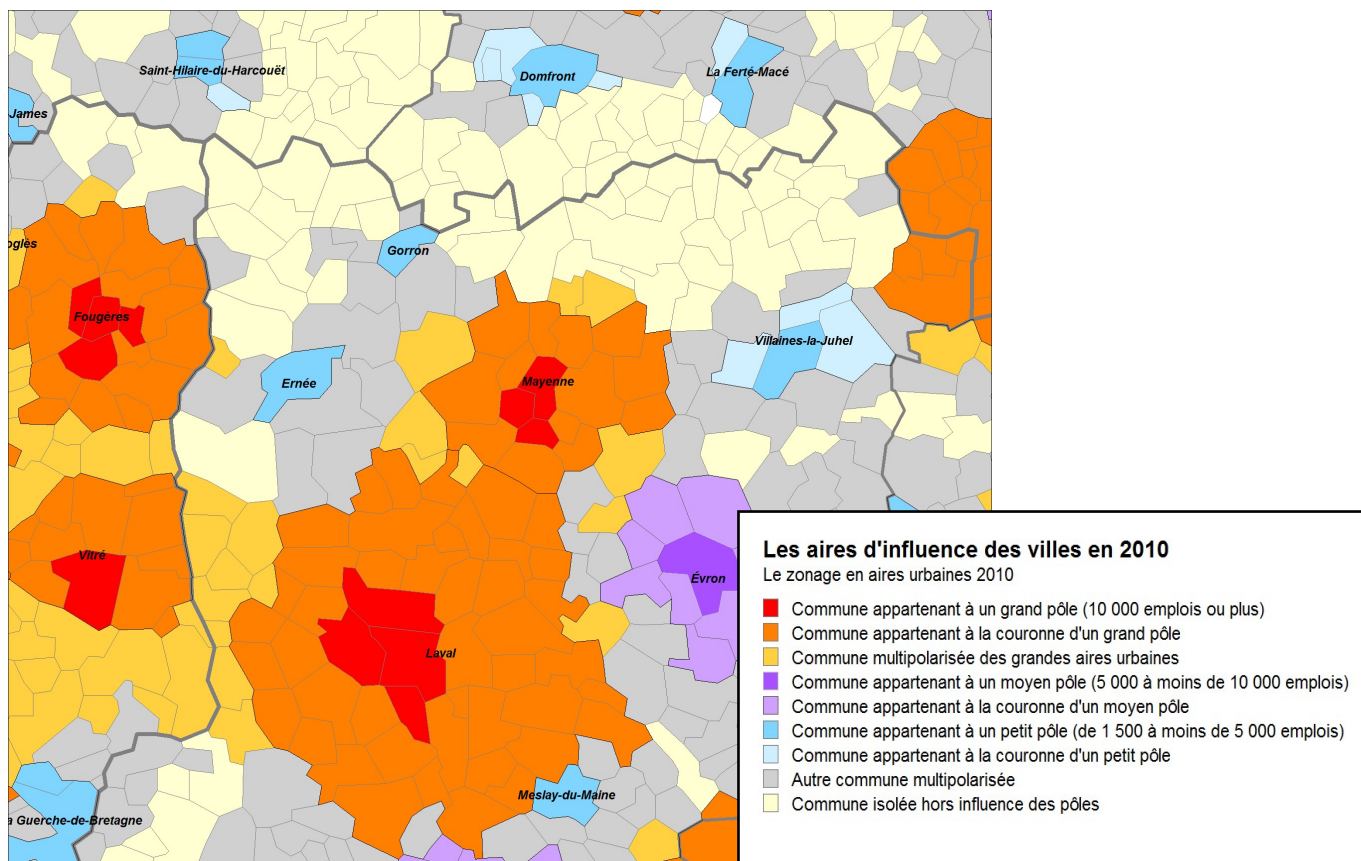 Saint-Hilaire-du-Harcouët
Domfront
La Ferté-Macé
James
Gorron
ogles
Fougères
Villaines-la-Juhel
Ernée
Mayenne
Vitré
Évron
Laval
Meslay-du-Maine
a Guerche-de-Bretagne
Les aires d'influence des villes en 2010
Le zonage en aires urbaines 2010
Commune appartenant à un grand pôle (10 000 emplois ou plus)
Commune appartenant à la couronne d'un grand pôle
Commune multipolarisée des grandes aires urbaines
Commune appartenant à un moyen pôle (5 000 à moins de 10 000 emplois)
Commune appartenant à la couronne d'un moyen pôle
Commune appartenant à un petit pôle (de 1 500 à moins de 5 000 emplois)
Commune appartenant à la couronne d'un petit pôle
Autre commune multipolarisée
Commune isolée hors influence des pôles